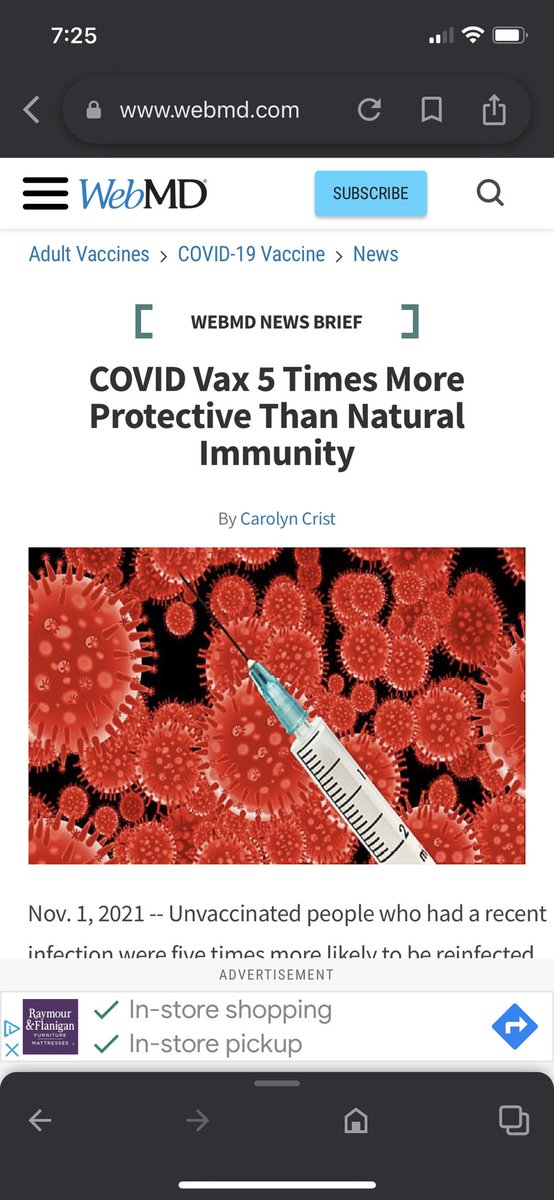 7:25
www.webmd.com
WebMD
SUBSCRIBE
Adult Vaccines > COVID-19 Vaccine > News
WEBMD NEWS BRIEF
COVID Vax 5 Times More
Protective Than Natural
Immunity
By Carolyn Crist
1
2
Nov. 1, 2021 -- Unvaccinated people who had a recent
infection were five times more likely to be reinfected
ADVERTISEMENT
Raymour
&Flanigan
FURNITURE
MATTRESSES
In-store shopping
In-store pickup